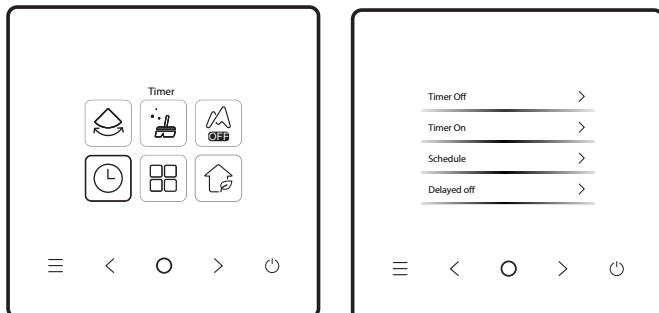 Timer
OFF
Timer Off
Timer On
Schedule
Delayed off